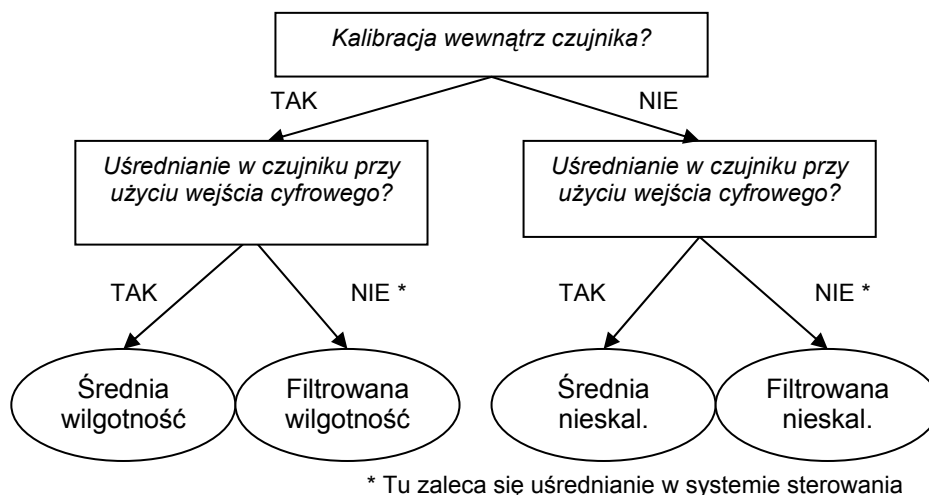 Kalibracja wewnątrz czujnika?
TAK
NIE
Uśrednianie w czujniku przy
użyciu wejścia cyfrowego?
Uśrednianie w czujniku przy
użyciu wejścia cyfrowego?
TAK
NIE *
TAK
NIE *
Średnia
wilgotność
Filtrowana
wilgotność
Średnia
nieskal.
Filtrowana
nieskal.
* Tu zaleca się uśrednianie w systemie sterowania